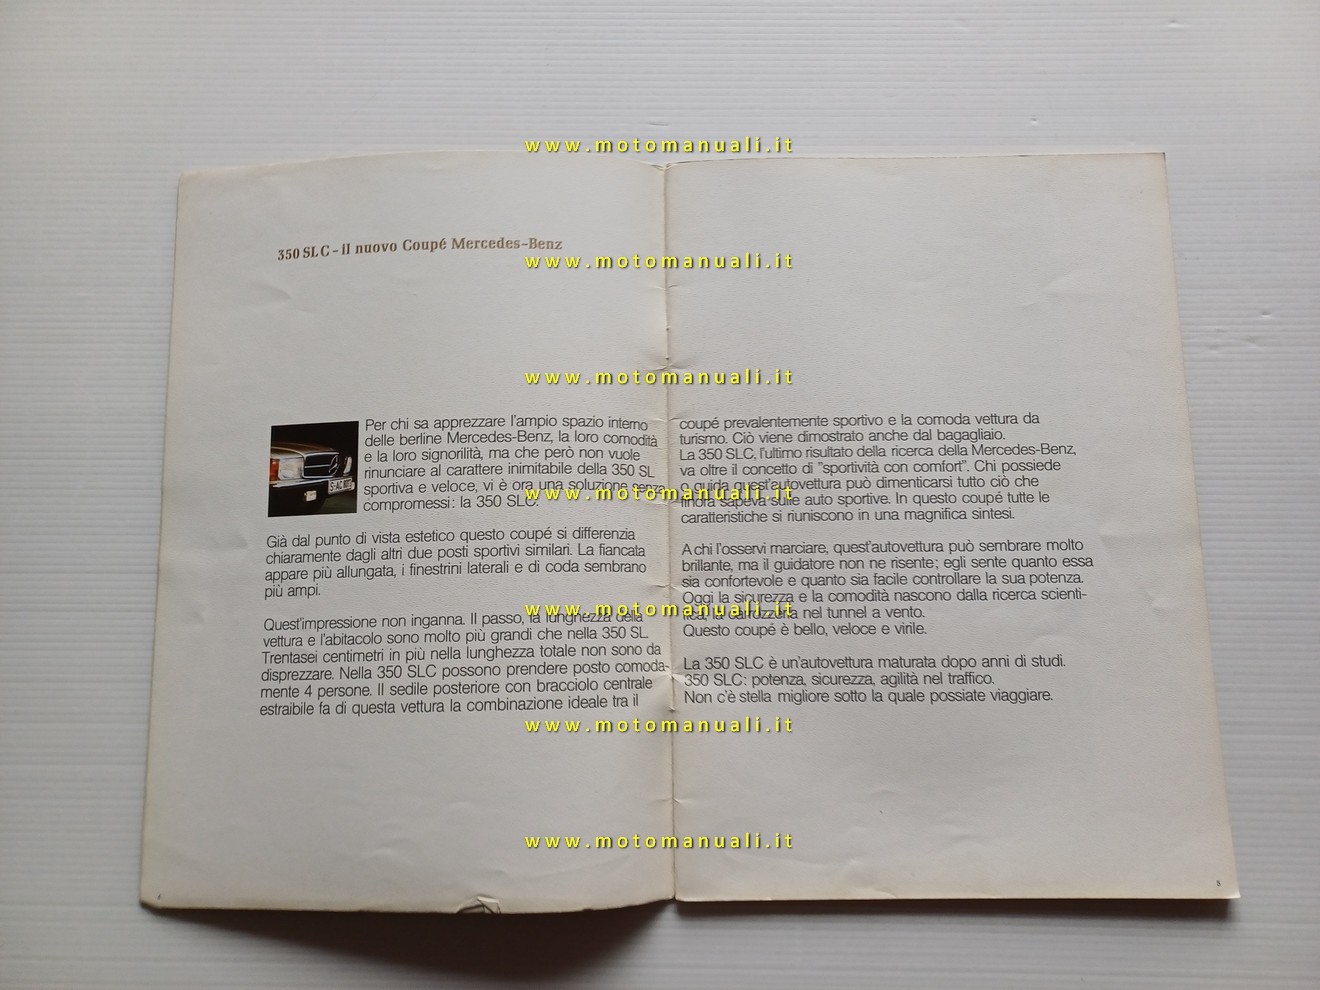 www.motomanuali.it
350 SLC - il nuovo Coupé Mercedes-Benz
www.motomanuali.it
www.motomanuali.it
Per chi sa apprezzare l'ampio spazio interno
delle berline Mercedes-Benz, la loro comodità
e la loro signorilità, ma che però non vuole
rinunciare al carattere inimitabile della 350 SL
sportiva e veloce, vi è ora una soluzione senza
compromessi: la 350 SLC.
Già dal punto di vista estetico questo coupé si differenzia
chiaramente dagli altri due posti sportivi similari. La fiancata
appare più allungata, i finestrini laterali e di coda sembrano
più ampi.
Quest'impressione non inganna. Il passo, la lunghezza della
vettura e l'abitacolo sono molto più grandi che nella 350 SL.
Trentasei centimetri in più nella lunghezza totale non sono da
disprezzare. Nella 350 SLC possono prendere posto comoda-
mente 4 persone. Il sedile posteriore con bracciolo centrale
estraibile fa di questa vettura la combinazione ideale tra il
4
coupé prevalentemente sportivo e la comoda vettura da
turismo. Ciò viene dimostrato anche dal bagagliaio.
La 350 SLC, l'ultimo risultato della ricerca della Mercedes-Benz,
va oltre il concetto di "sportività con comfort". Chi possiede
o guida quest'autovettura può dimenticarsi tutto ciò che
finora sapeva sulle auto sportive. In questo coupé tutte le
caratteristiche si riuniscono in una magnifica sintesi.
A chi l'osservi marciare, quest'autovettura può sembrare molto
brillante, ma il guidatore non ne risente; egli sente quanto essa
sia confortevole e quanto sia facile controllare la sua potenza.
Oggi la sicurezza e la comodità nascono dalla ricerca scienti-
fica, la carrozzeria nel tunnel a vento.
Questo coupé è bello, veloce e virile.
La 350 SLC è un'autovettura maturata dopo anni di studi.
350 SLC: potenza, sicurezza, agilità nel traffico.
Non c'è stella migliore sotto la quale possiate viaggiare.
5
www.motomanuali.it
www.motomanuali.it
www.motomanuali.it
www.motomanuali.it